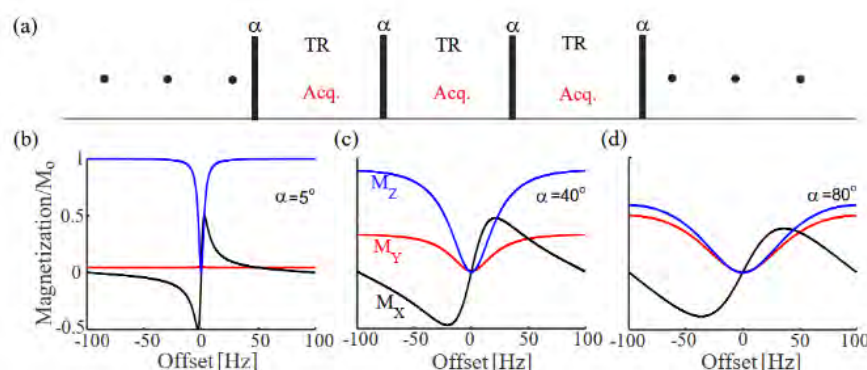 (a)
α α α α
TR TR TR
Acq. Acq. Acq.
(b) (c) (d)
Magnetization/Mo
1
0.5
0
-0.5
α=5°
MZ
MY
MX
α=40°
α=80°
-100 -50 0 50 100
-100 -50 0 50 100
-100 -50 0 50 100
Offset [Hz] Offset [Hz] Offset [Hz]